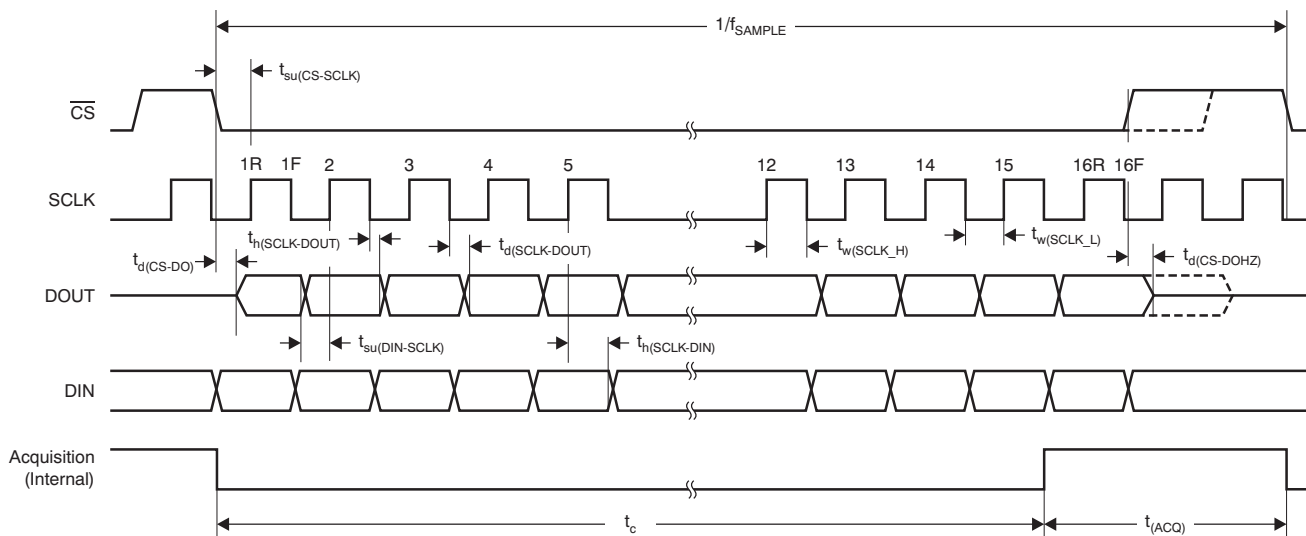 1/fSAMPLE
tsu(CS-SCLK)
CS
1R 1F 2 3 4 5 12 13 14 15 16R 16F
SCLK
th(SCLK-DOUT) td(SCLK-DOUT) tw(SCLK_H) tw(SCLK_L)
td(CS-DO) td(CS-DOHZ)
DOUT
tsu(DIN-SCLK) th(SCLK-DIN)
DIN
Acquisition
(Internal)
tc t(ACQ)